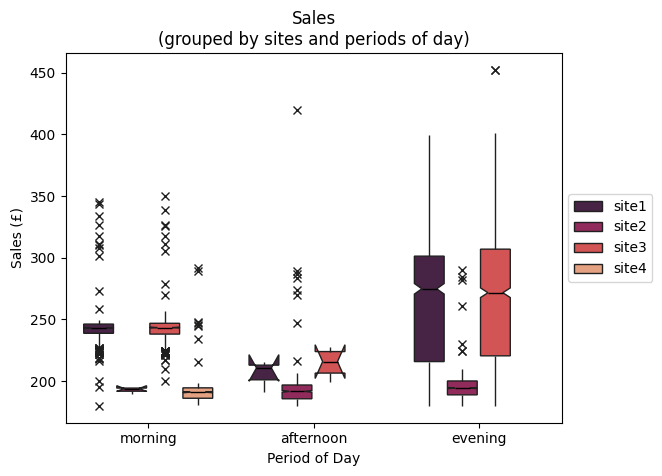 Sales
(grouped by sites and periods of day)
450
400
350
300
250
200
Sales (£)
morning
afternoon
evening
Period of Day
site1
site2
site3
site4